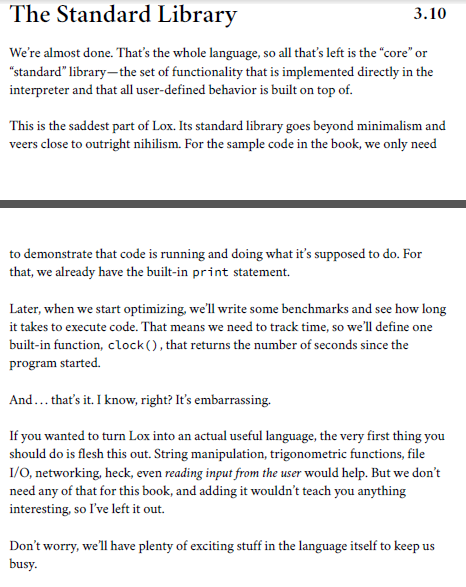 The Standard Library 3.10
We're almost done. That's the whole language, so all that's left is the “core” or
“standard” library—the set of functionality that is implemented directly in the
interpreter and that all user-defined behavior is built on top of.
This is the saddest part of Lox. Its standard library goes beyond minimalism and
veers close to outright nihilism. For the sample code in the book, we only need
to demonstrate that code is running and doing what it's supposed to do. For
that, we already have the built-in print statement.
Later, when we start optimizing, we'll write some benchmarks and see how long
it takes to execute code. That means we need to track time, so we'll define one
built-in function, clock(), that returns the number of seconds since the
program started.
And... that's it. I know, right? It's embarrassing.
If you wanted to turn Lox into an actual useful language, the very first thing you
should do is flesh this out. String manipulation, trigonometric functions, file
I/O, networking, heck, even reading input from the user would help. But we don't
need any of that for this book, and adding it wouldn't teach you anything
interesting, so I've left it out.
Don't worry, we'll have plenty of exciting stuff in the language itself to keep us
busy.